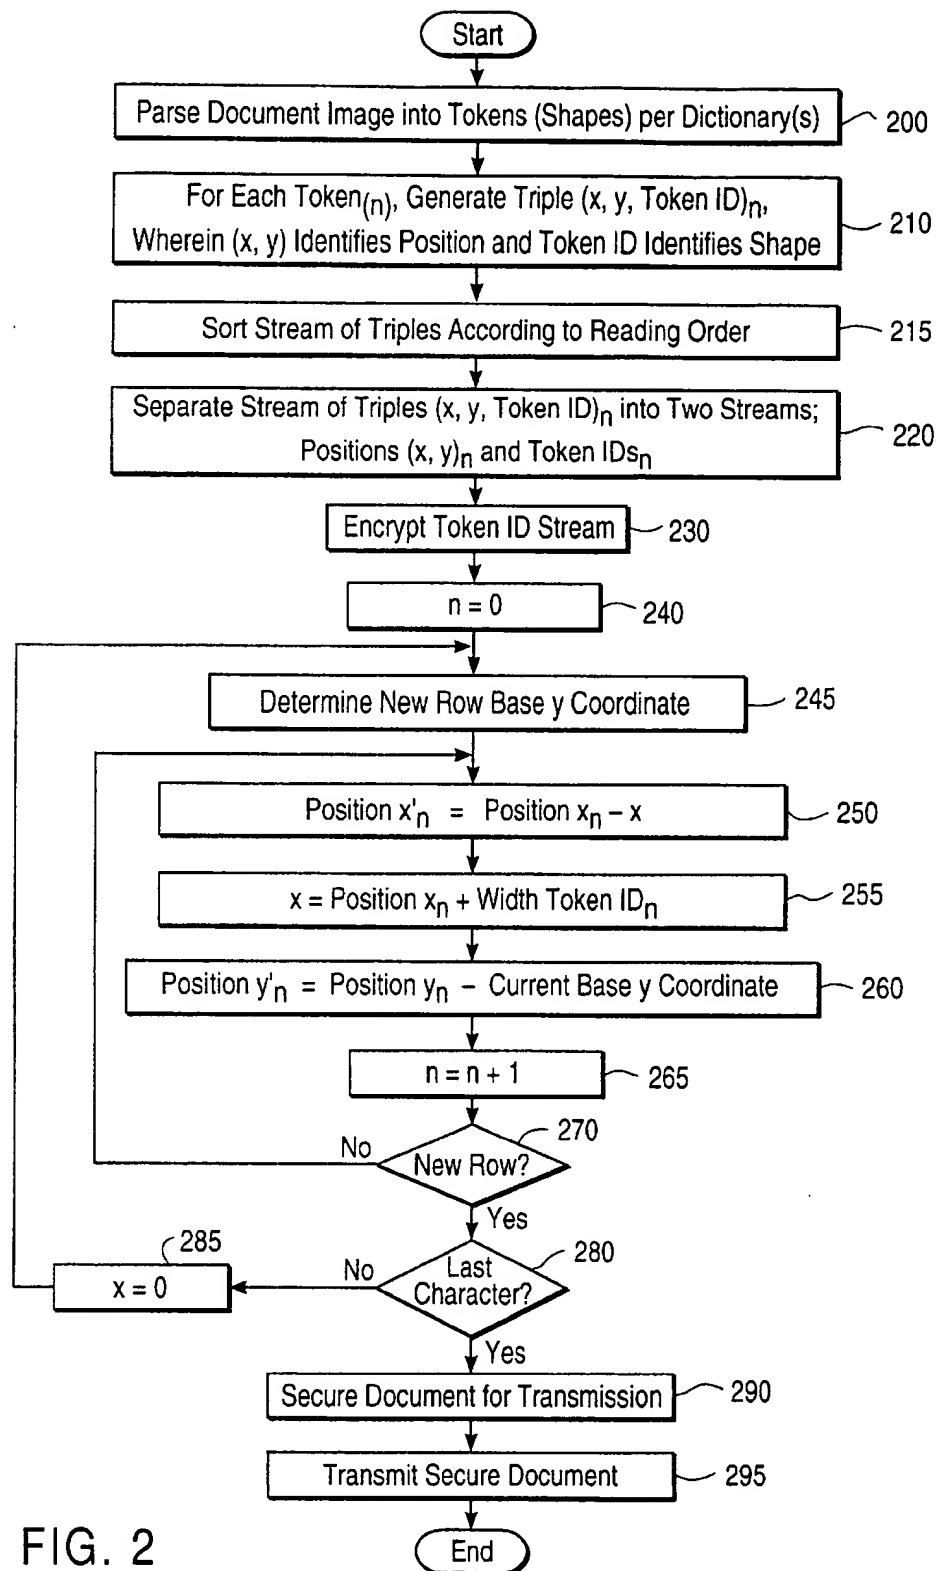 Start
Parse Document Image into Tokens (Shapes) per Dictionary(s)
200
For Each Token(n), Generate Triple (x, y, Token ID)n,
Wherein (x, y) Identifies Position and Token ID Identifies Shape
210
Sort Stream of Triples According to Reading Order
215
Separate Stream of Triples (x, y, Token ID)n into Two Streams;
Positions (x, y)n and Token IDsn
220
Encrypt Token ID Stream
230
n = 0
240
Determine New Row Base y Coordinate
245
Position x'n = Position xn – x
250
x = Position xn + Width Token IDn
255
Position y'n = Position yn – Current Base y Coordinate
260
n = n + 1
265
270
No
New Row?
Yes
285
280
x = 0
No
Last
Character?
Yes
Secure Document for Transmission
290
Transmit Secure Document
295
End
FIG. 2